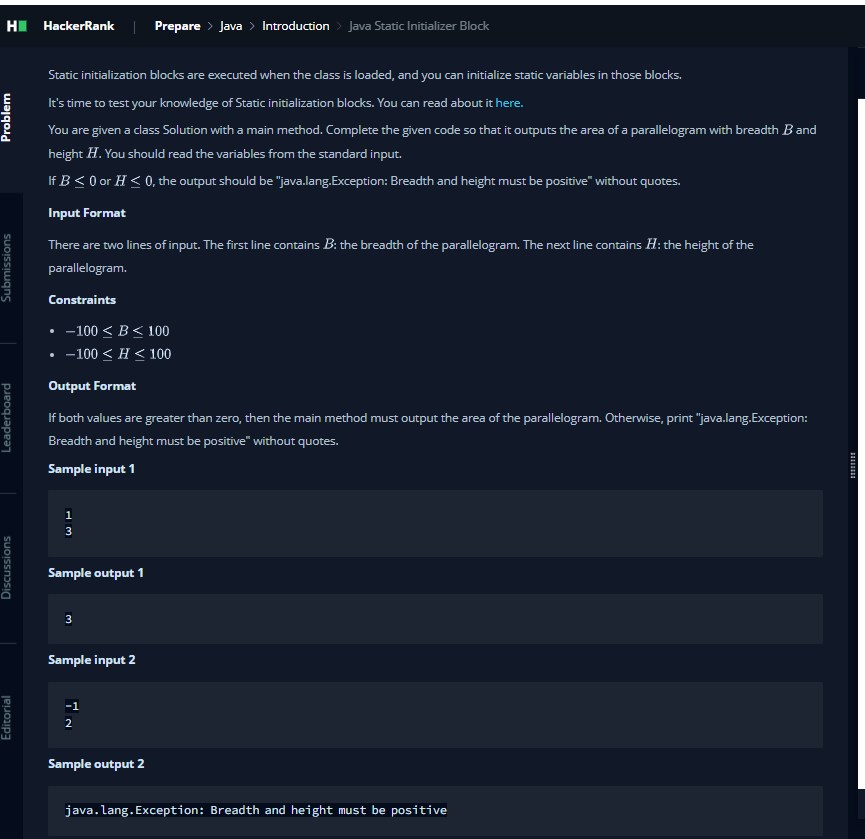 HackerRank | Prepare > Java > Introduction > Java Static Initializer Block
Problem
Submissions
Leaderboard
Discussions
Editorial
Static initialization blocks are executed when the class is loaded, and you can initialize static variables in those blocks.
It's time to test your knowledge of Static initialization blocks. You can read about it here.
You are given a class Solution with a main method. Complete the given code so that it outputs the area of a parallelogram with breadth B and
height H. You should read the variables from the standard input.
If B ≤ 0 or H ≤ 0, the output should be "java.lang.Exception: Breadth and height must be positive" without quotes.
Input Format
There are two lines of input. The first line contains B: the breadth of the parallelogram. The next line contains H: the height of the
parallelogram.
Constraints
• −100 ≤ B ≤ 100
• −100 ≤ H ≤ 100
Output Format
If both values are greater than zero, then the main method must output the area of the parallelogram. Otherwise, print "java.lang.Exception:
Breadth and height must be positive" without quotes.
Sample input 1
1
3
Sample output 1
3
Sample input 2
-1
2
Sample output 2
java.lang.Exception: Breadth and height must be positive